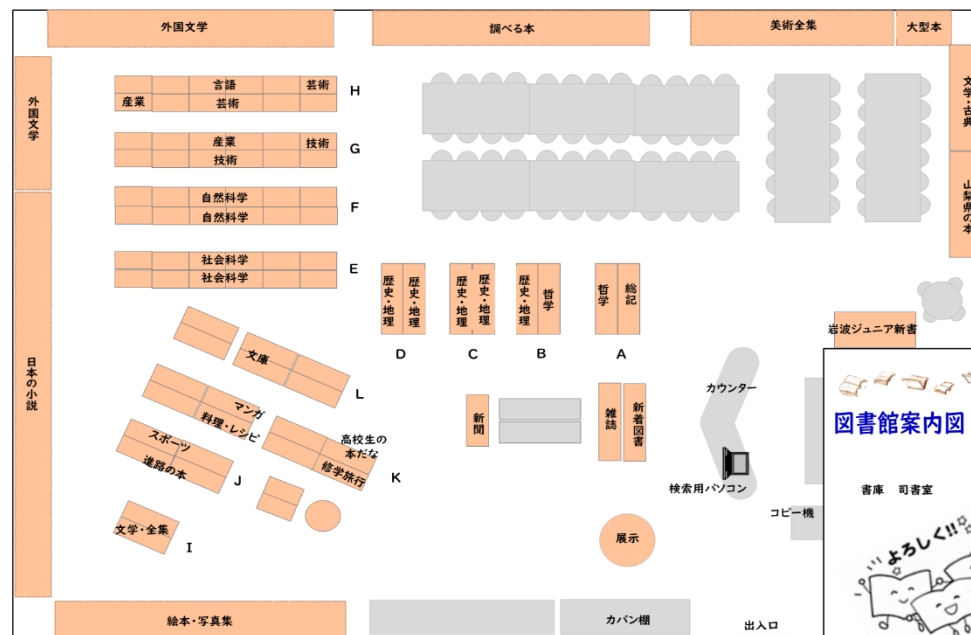 外国文学
調べる本
美術全集
大型本
外国文学
文学・古典
山梨県の本
日本の小説
言語
芸術
産業
芸術
H
産業
技術
技術
G
自然科学
自然科学
F
社会科学
社会科学
E
歴史・地理
歴史・地理
D
歴史・地理
歴史・地理
C
歴史・地理
哲学
B
哲学
総記
A
岩波ジュニア新書
文庫
L
マンガ
料理・レシピ
高校生の
本だな
修学旅行
K
スポーツ
進路の本
J
文学・全集
I
新聞
雑誌
新着図書
カウンター
検索用パソコン
コピー機
図書館案内図
書庫 司書室
よろしく!!
展示
絵本・写真集
カバン棚
出入口